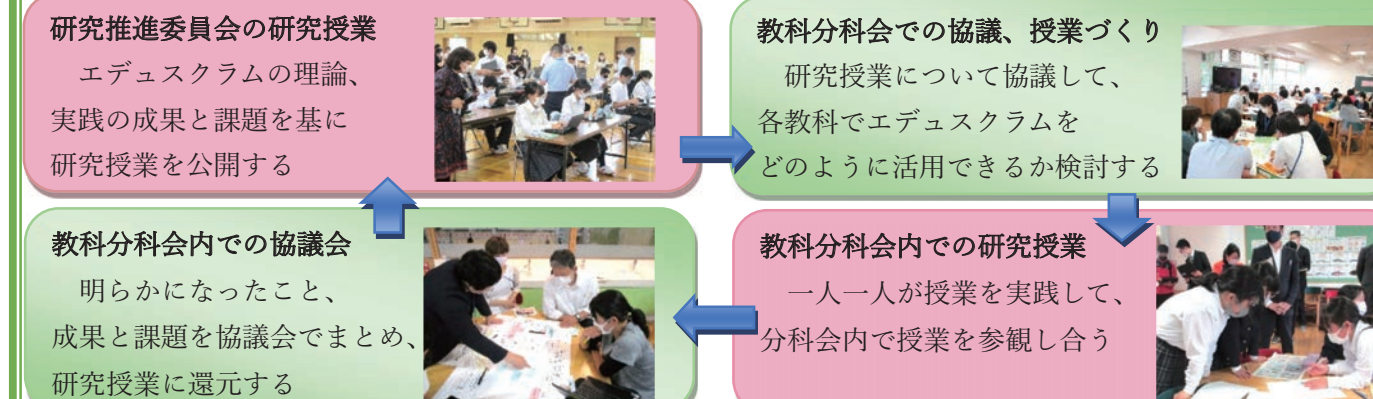 研究推進委員会の研究授業
エデュスクラムの理論、
実践の成果と課題を基に
研究授業を公開する
教科分科会での協議、授業づくり
研究授業について協議して、
各教科でエデュスクラムを
どのように活用できるか検討する
教科分科会内での研究授業
一人一人が授業を実践して、
分科会内で授業を参観し合う
教科分科会内での協議会
明らかになったこと、
成果と課題を協議会でまとめ、
研究授業に還元する